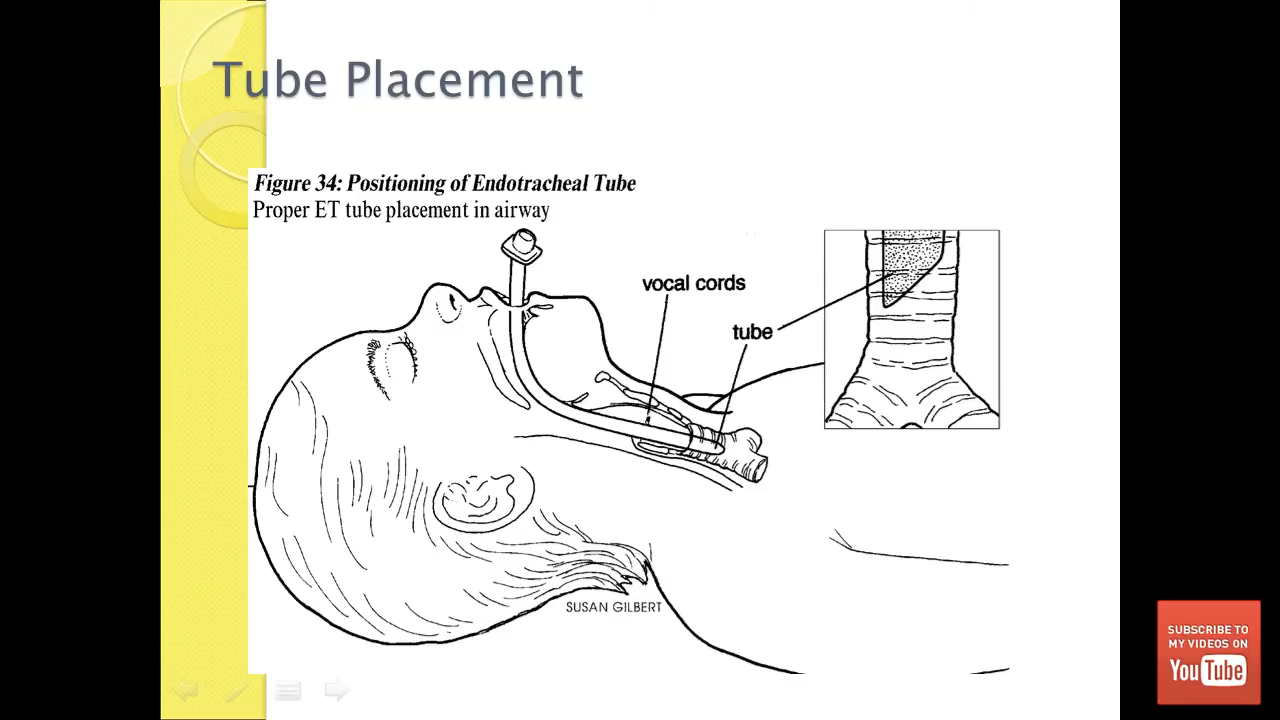 Tube Placement
Figure 34: Positioning of Endotracheal Tube
Proper ET tube placement in airway
vocal cords
tube
SUSAN GILBERT
SUBSCRIBE TO
MY VIDEOS ON
YouTube